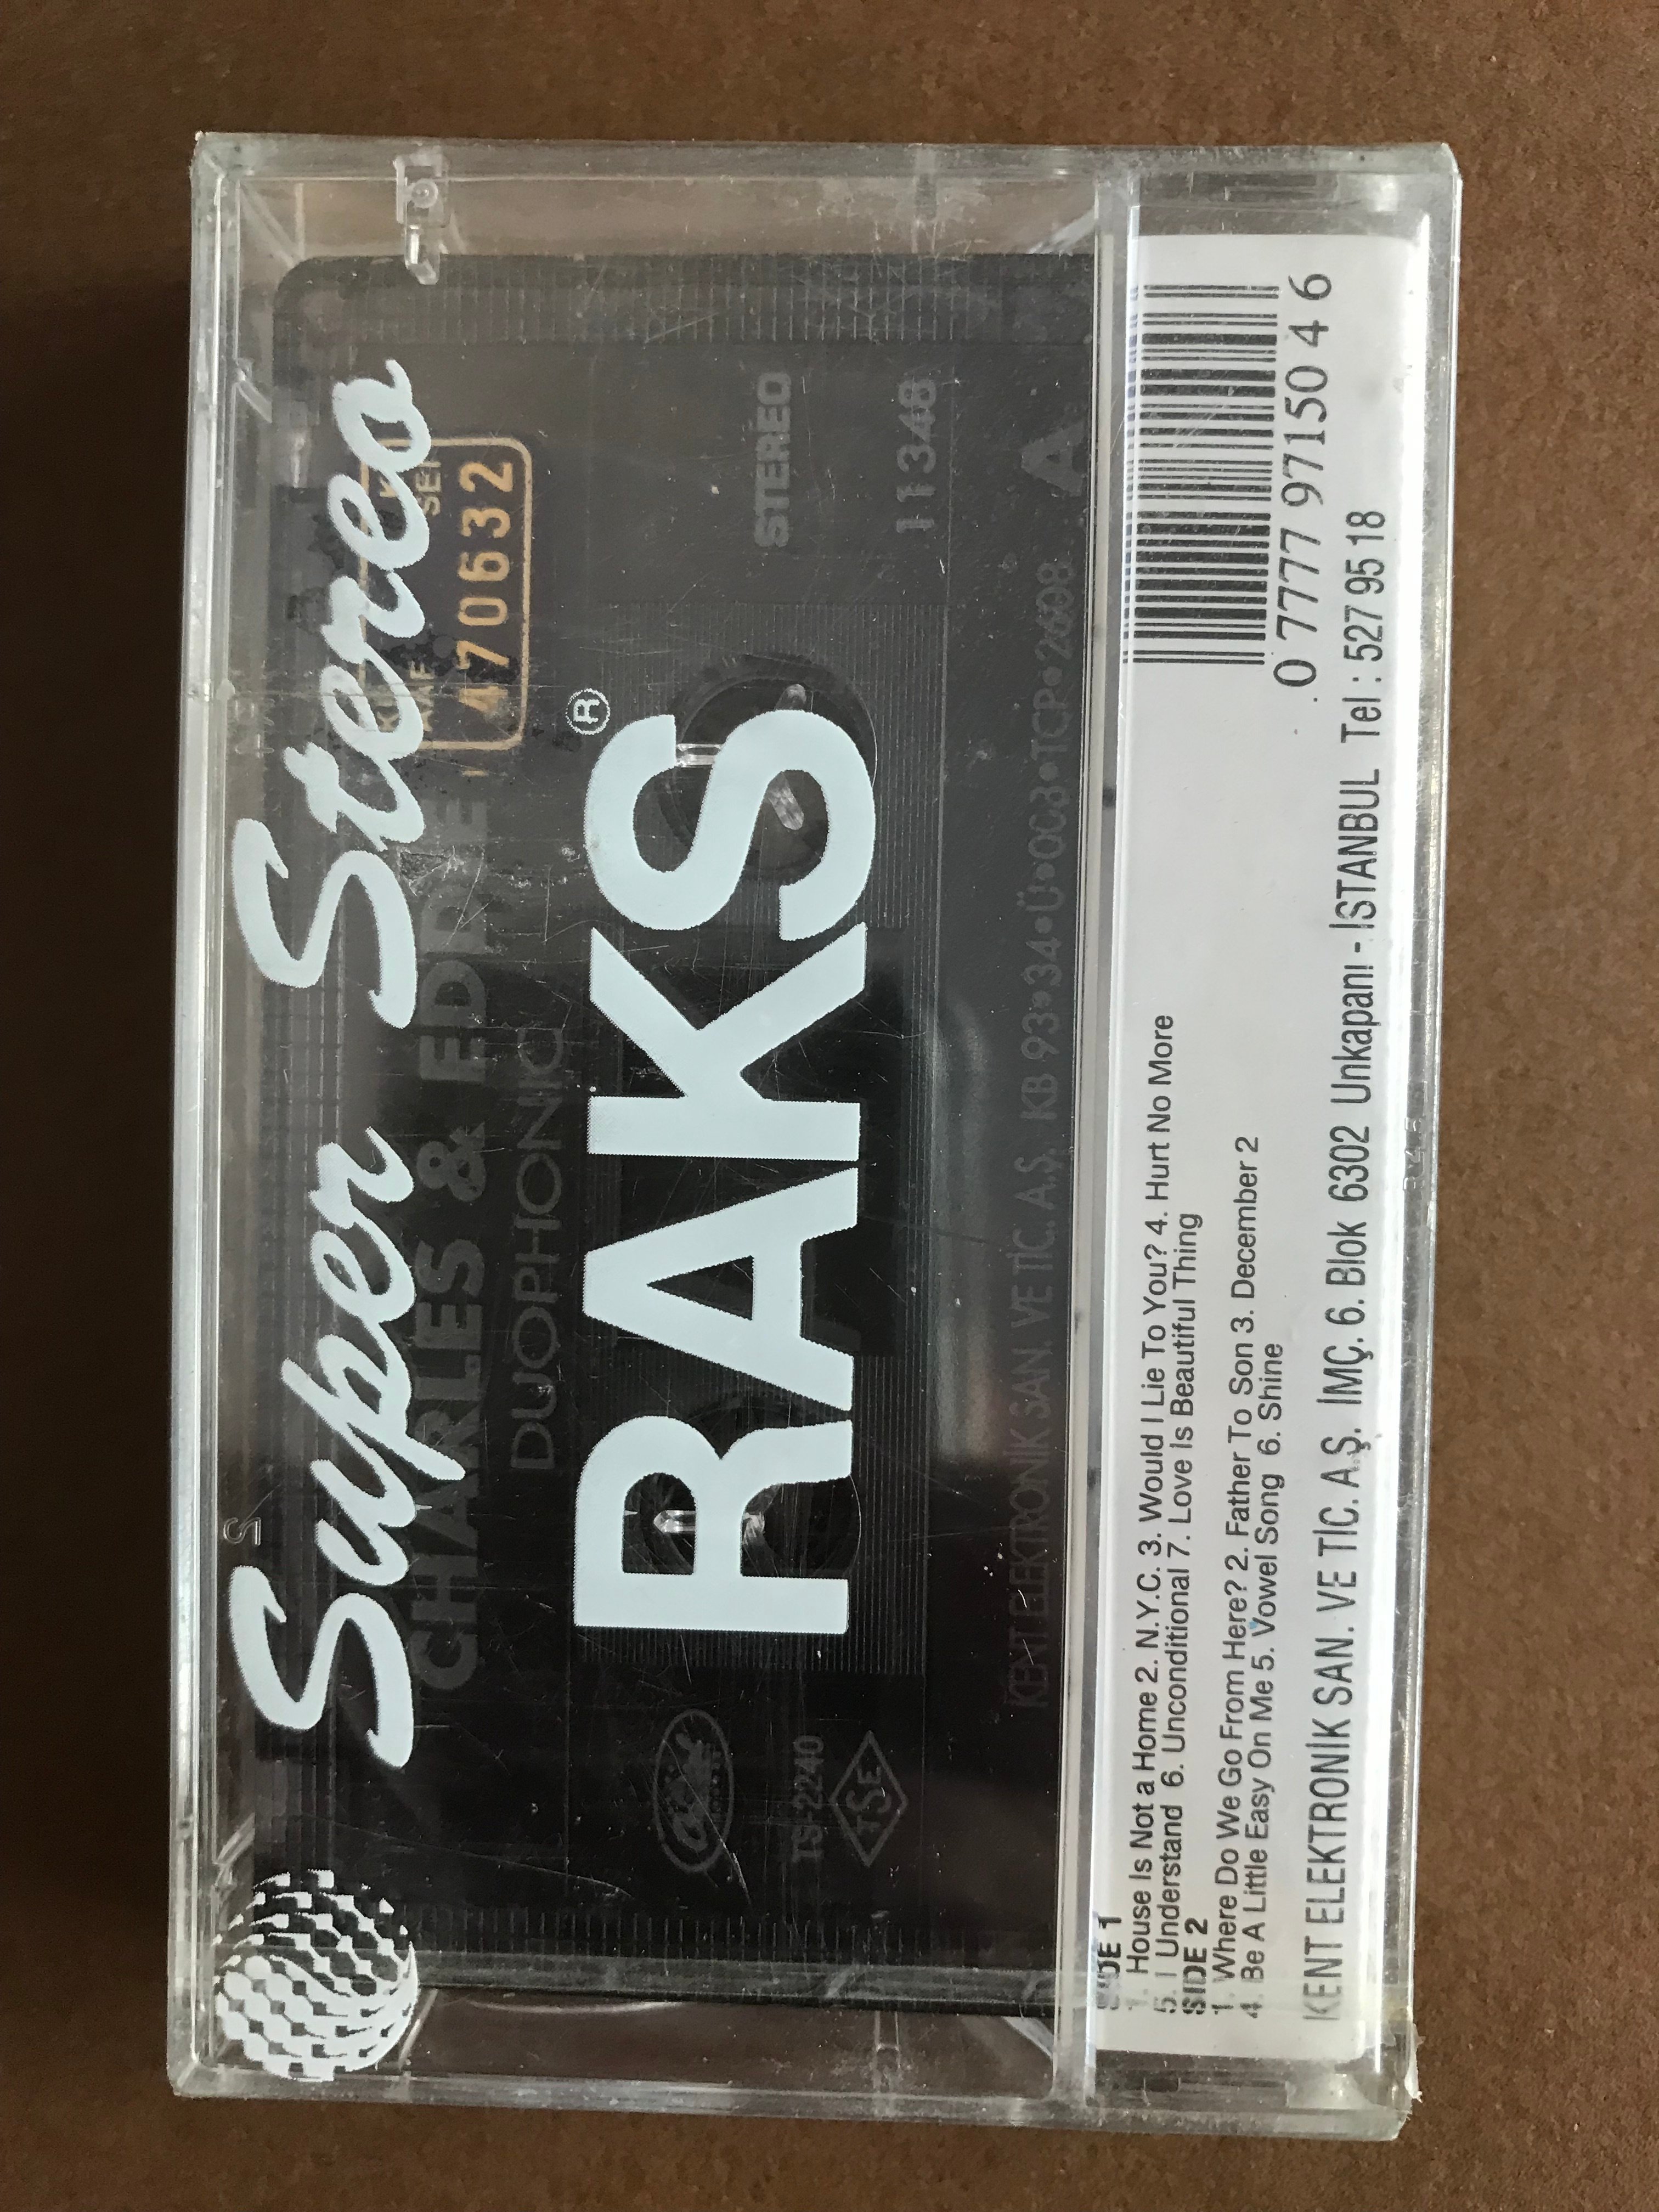 Super Stereo
SERİ
470632
CHARLES & EDDIE
DUOPHONIC
RAKS®
STEREO
11348
A
TS-2240
TSE
KENT ELEKTRONİK SAN. VE TİC. A.Ş. KB 93•34•Ü•003•TCP•2608
SIDE 1
1. House Is Not a Home 2. N.Y.C. 3. Would I Lie To You? 4. Hurt No More
5. I Understand 6. Unconditional 7. Love Is Beautiful Thing
SIDE 2
1. Where Do We Go From Here? 2. Father To Son 3. December 2
4. Be A Little Easy On Me 5. Vowel Song 6. Shine
0 7777 97150 4 6
KENT ELEKTRONİK SAN. VE TİC. A.Ş. İMÇ. 6. Blok 6302 Unkapanı - İSTANBUL Tel : 527 95 18